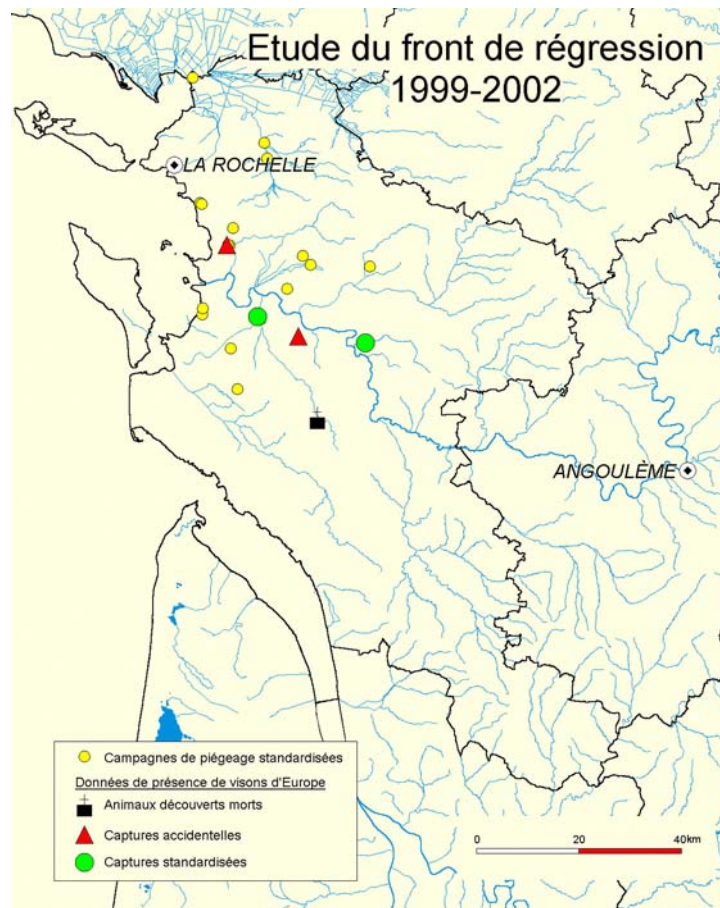 Etude du front de régression
1999-2002
LA ROCHELLE
ANGOULÈME
Campagnes de piégeage standardisées
Données de présence de visons d'Europe
Animaux découverts morts
Captures accidentelles
Captures standardisées
0 20 40km